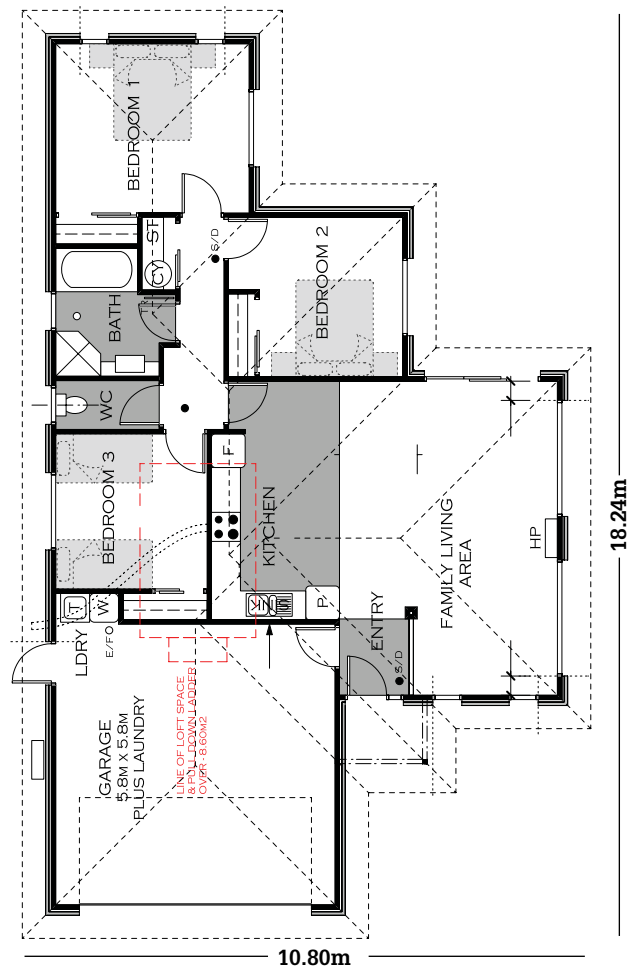 BEDROOM 1
ST
CY
S/D
BEDROOM 2
BATH
TR
WC
BEDROOM 3
F
KITCHEN
P
FAMILY LIVING
AREA
HP
ENTRY
S/D
T
W
LDRY
E/FO
GARAGE
5.8M X 5.8M
PLUS LAUNDRY
LINE OF LOFT SPACE
& PULL DOWN LADDER
OVER - 8.60M2
18.24m
10.80m